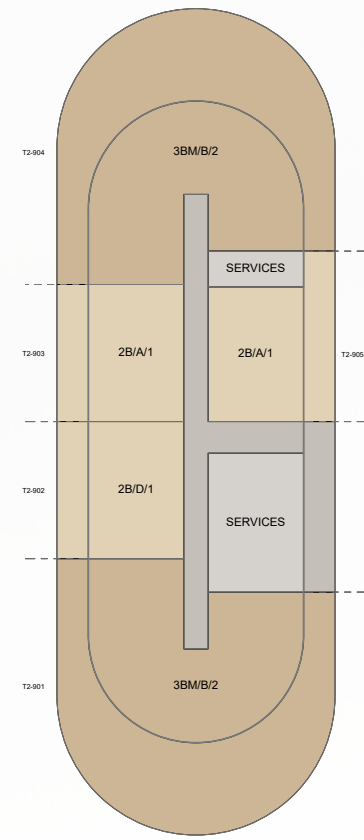 T2-904
3BM/B/2
SERVICES
T2-903
2B/A/1
2B/A/1
T2-905
T2-902
2B/D/1
SERVICES
T2-901
3BM/B/2